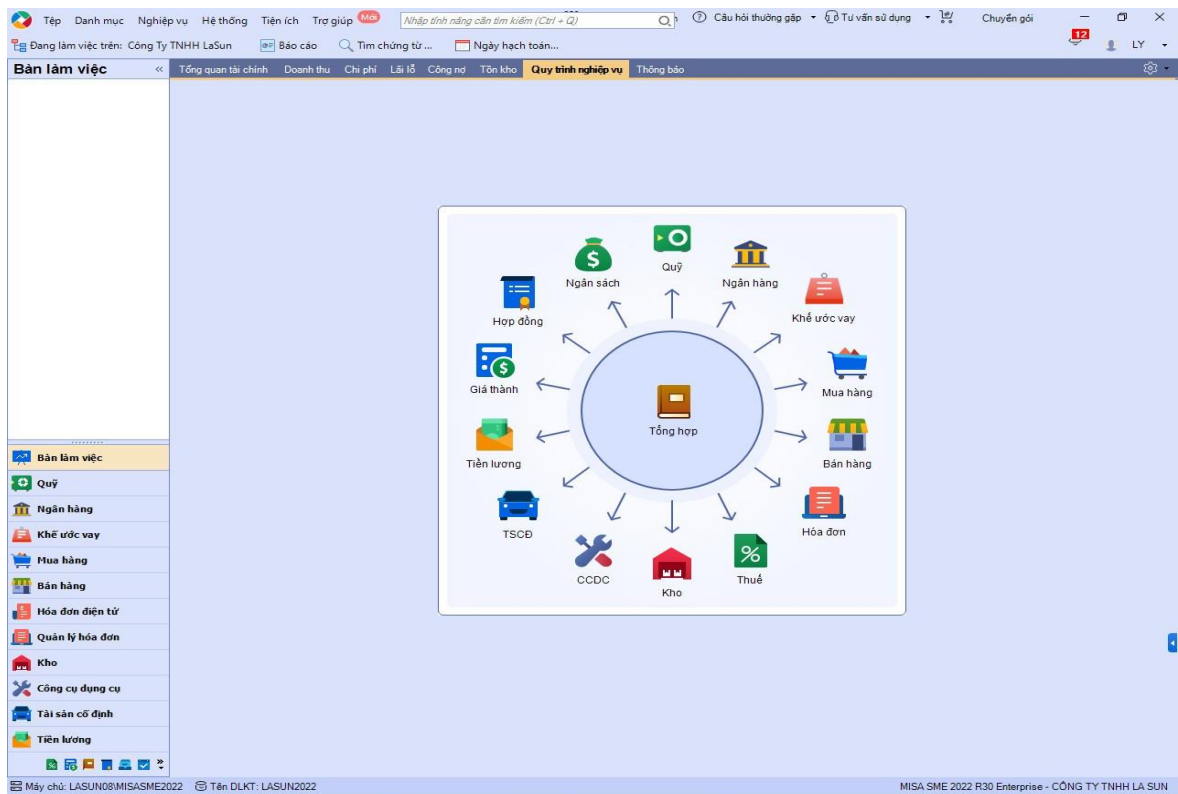 Tệp Danh mục Nghiệp vụ Hệ thống Tiện ích Trợ giúp Mới Nhập tính năng cần tìm kiếm (Ctrl + Q) Câu hỏi thường gặp Tư vấn sử dụng Chuyển gói
Đang làm việc trên: Công Ty TNHH LaSun Báo cáo Tìm chứng từ ... Ngày hạch toán... 12 LY
Bàn làm việc « Tổng quan tài chính Doanh thu Chi phí Lãi lỗ Công nợ Tồn kho Quy trình nghiệp vụ Thông báo
Quỹ
Ngân sách
Ngân hàng
Hợp đồng
Khế ước vay
Giá thành
Mua hàng
Tổng hợp
Tiền lương
Bán hàng
TSCĐ
Hóa đơn
CCDC
Thuế
Kho
Bàn làm việc
Quỹ
Ngân hàng
Khế ước vay
Mua hàng
Bán hàng
Hóa đơn điện tử
Quản lý hóa đơn
Kho
Công cụ dụng cụ
Tài sản cố định
Tiền lương
Máy chủ: LASUN08\MISASME2022 Tên DLKT: LASUN2022 MISA SME 2022 R30 Enterprise - CÔNG TY TNHH LA SUN